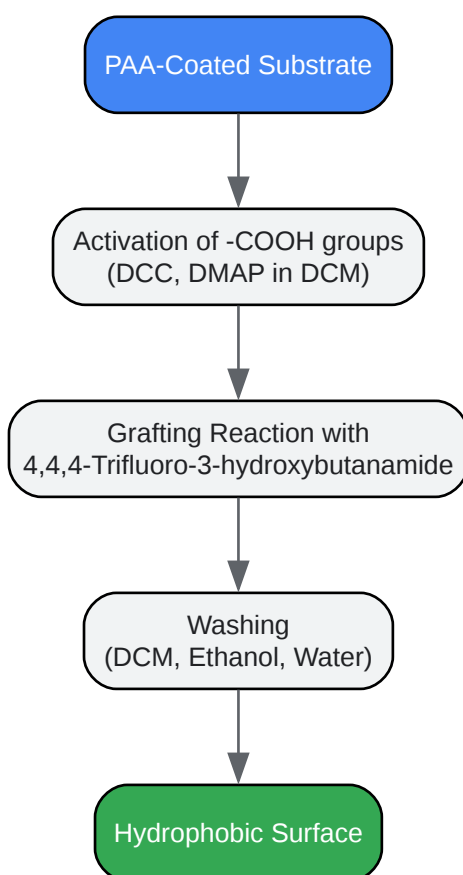 PAA-Coated Substrate
Activation of -COOH groups
(DCC, DMAP in DCM)
Grafting Reaction with
4,4,4-Trifluoro-3-hydroxybutanamide
Washing
(DCM, Ethanol, Water)
Hydrophobic Surface